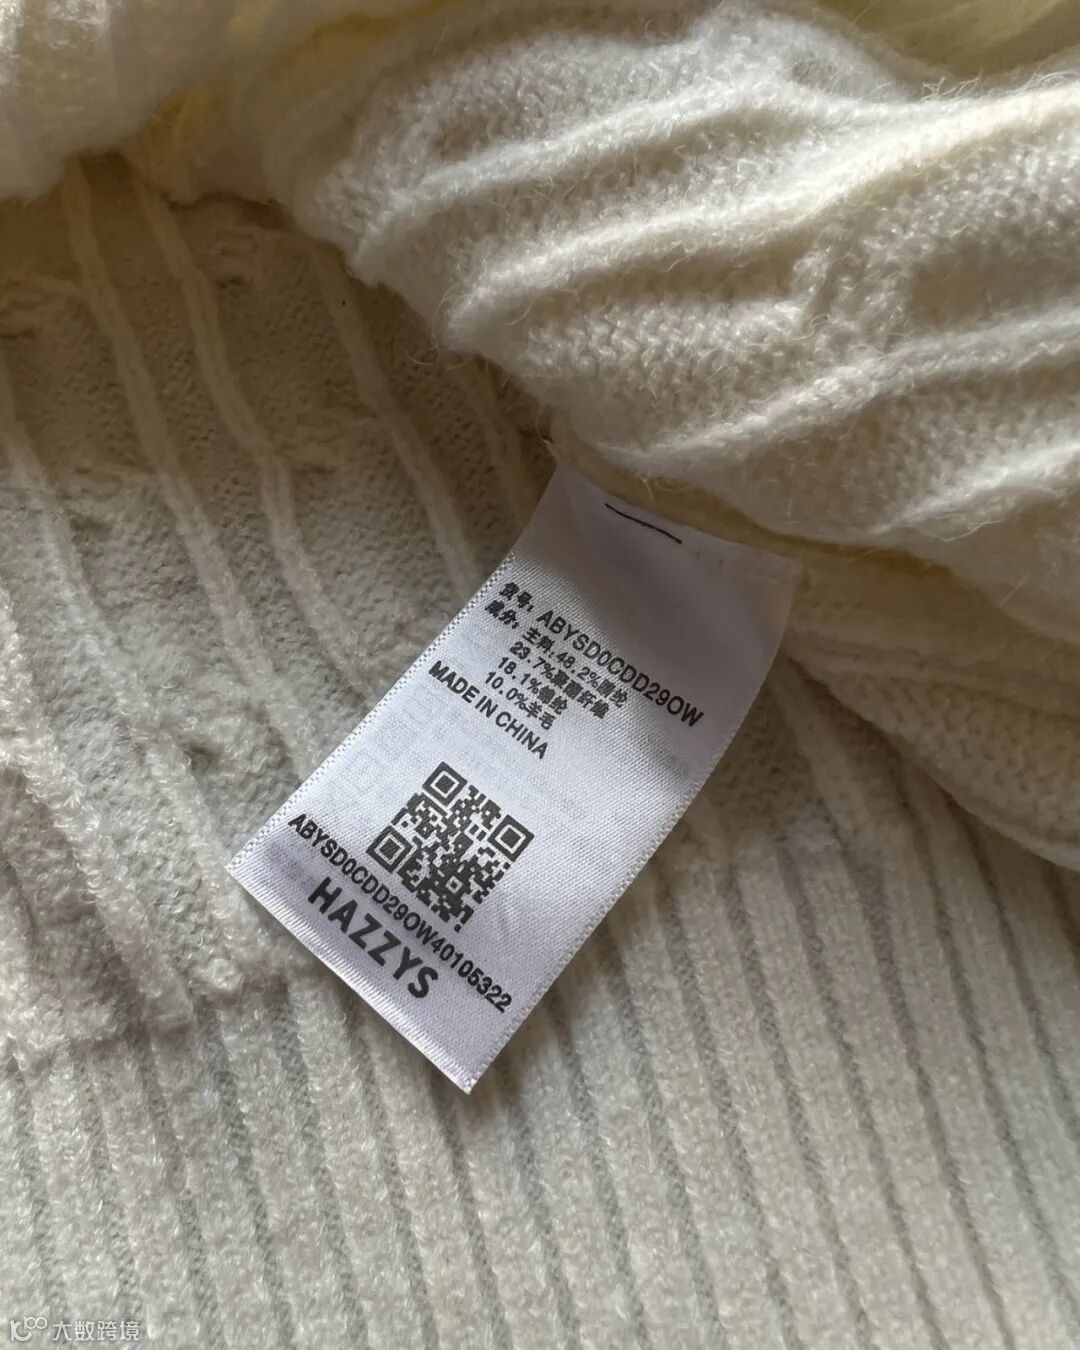 货号: ABYSD0CDD29OW
成分: 主料.48.2%腈纶
23.7%聚酯纤维
18.1%锦纶
10.0%羊毛
MADE IN CHINA
ABYSD0CDD29OW40105322
HAZZYS
大数跨境